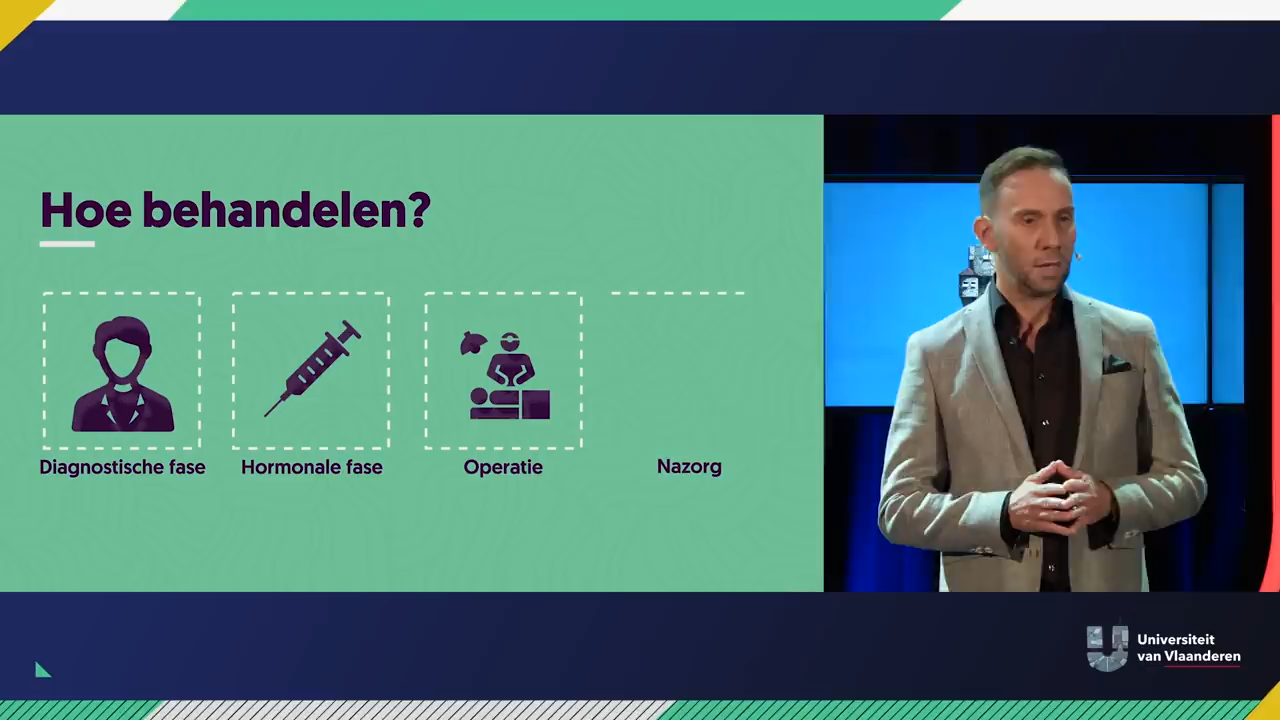 Hoe behandelen?
Diagnostische fase
Hormonale fase
Operatie
Nazorg
Universiteit
van Vlaanderen